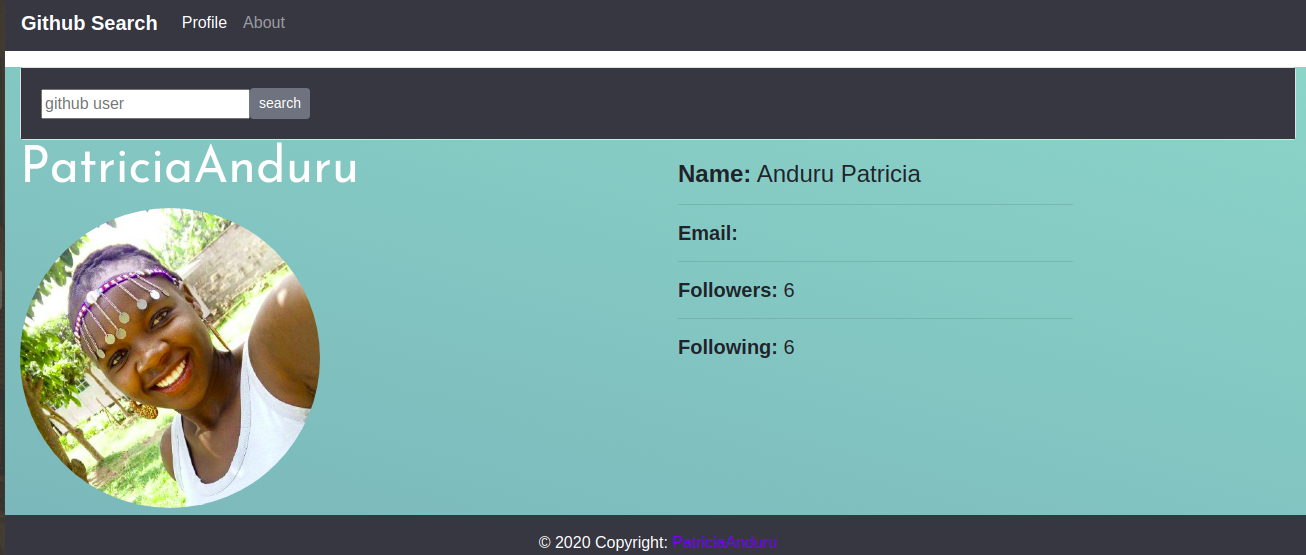 Github Search Profile About
github user search
PatriciaAnduru
Name: Anduru Patricia
Email:
Followers: 6
Following: 6
© 2020 Copyright: PatriciaAnduru